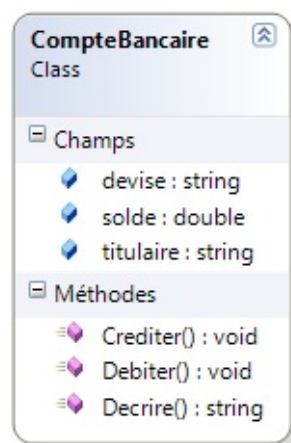 CompteBancaire
Class
Champs
devise : string
solde : double
titulaire : string
Méthodes
Crediter() : void
Debiter() : void
Decrire() : string